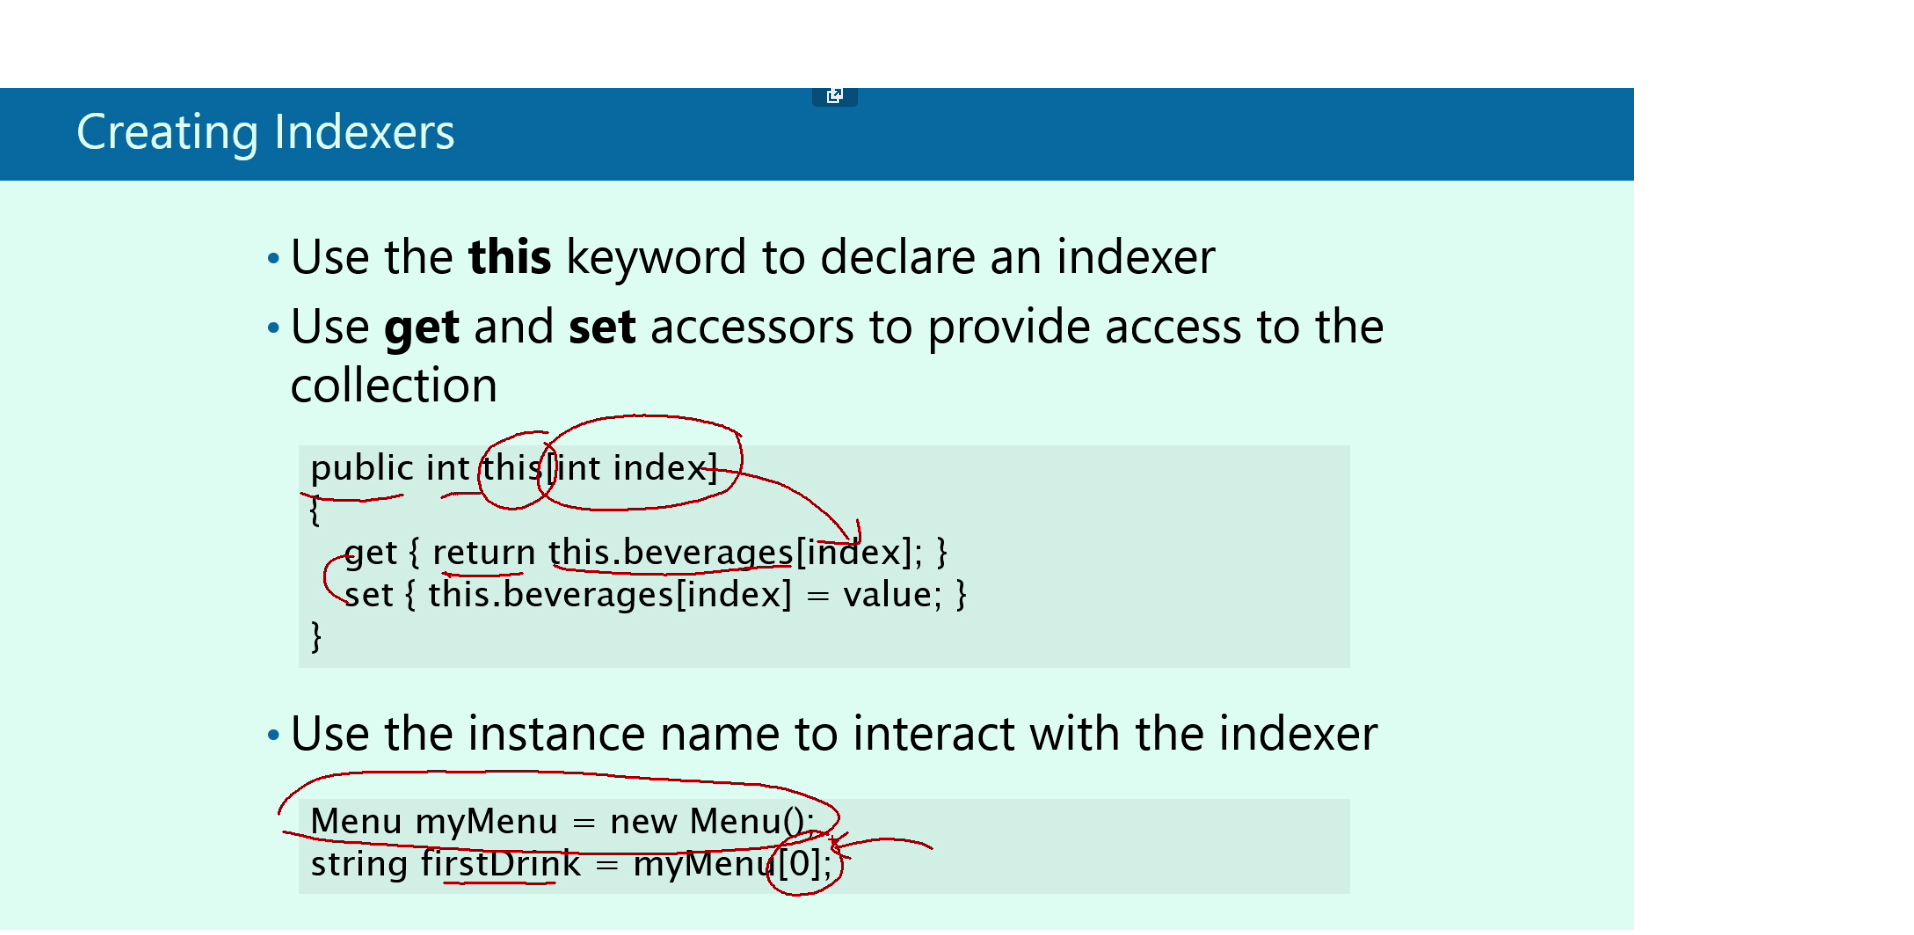 Creating Indexers
• Use the this keyword to declare an indexer
• Use get and set accessors to provide access to the
collection
public int this[int index]
{
get { return this.beverages[index]; }
set { this.beverages[index] = value; }
}
• Use the instance name to interact with the indexer
Menu myMenu = new Menu();
string firstDrink = myMenu[0];